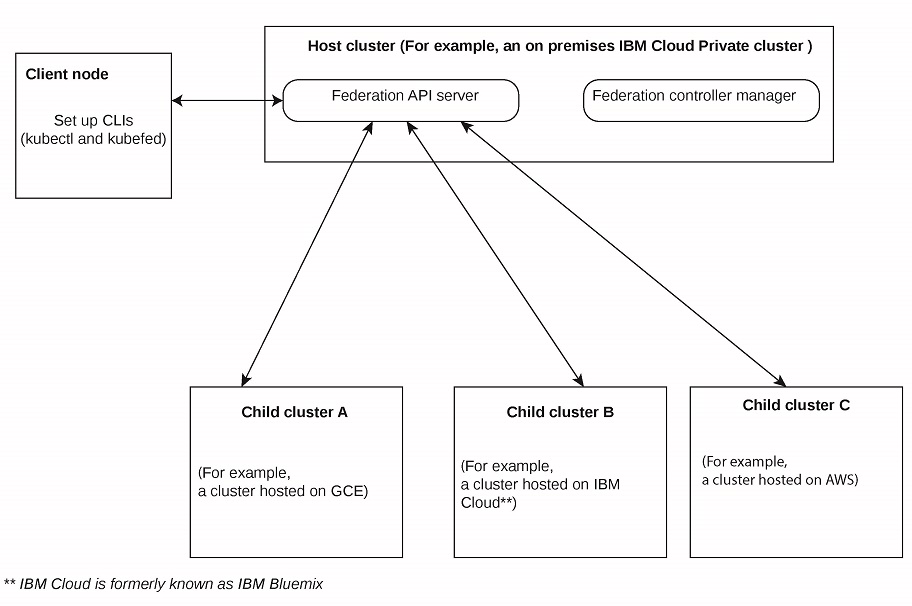 Host cluster (For example, an on premises IBM Cloud Private cluster )
Client node
Set up CLIs
(kubectl and kubefed)
Federation API server
Federation controller manager
Child cluster A
(For example,
a cluster hosted on GCE)
Child cluster B
(For example,
a cluster hosted on IBM
Cloud**)
Child cluster C
(For example,
a cluster hosted on AWS)
** IBM Cloud is formerly known as IBM Bluemix